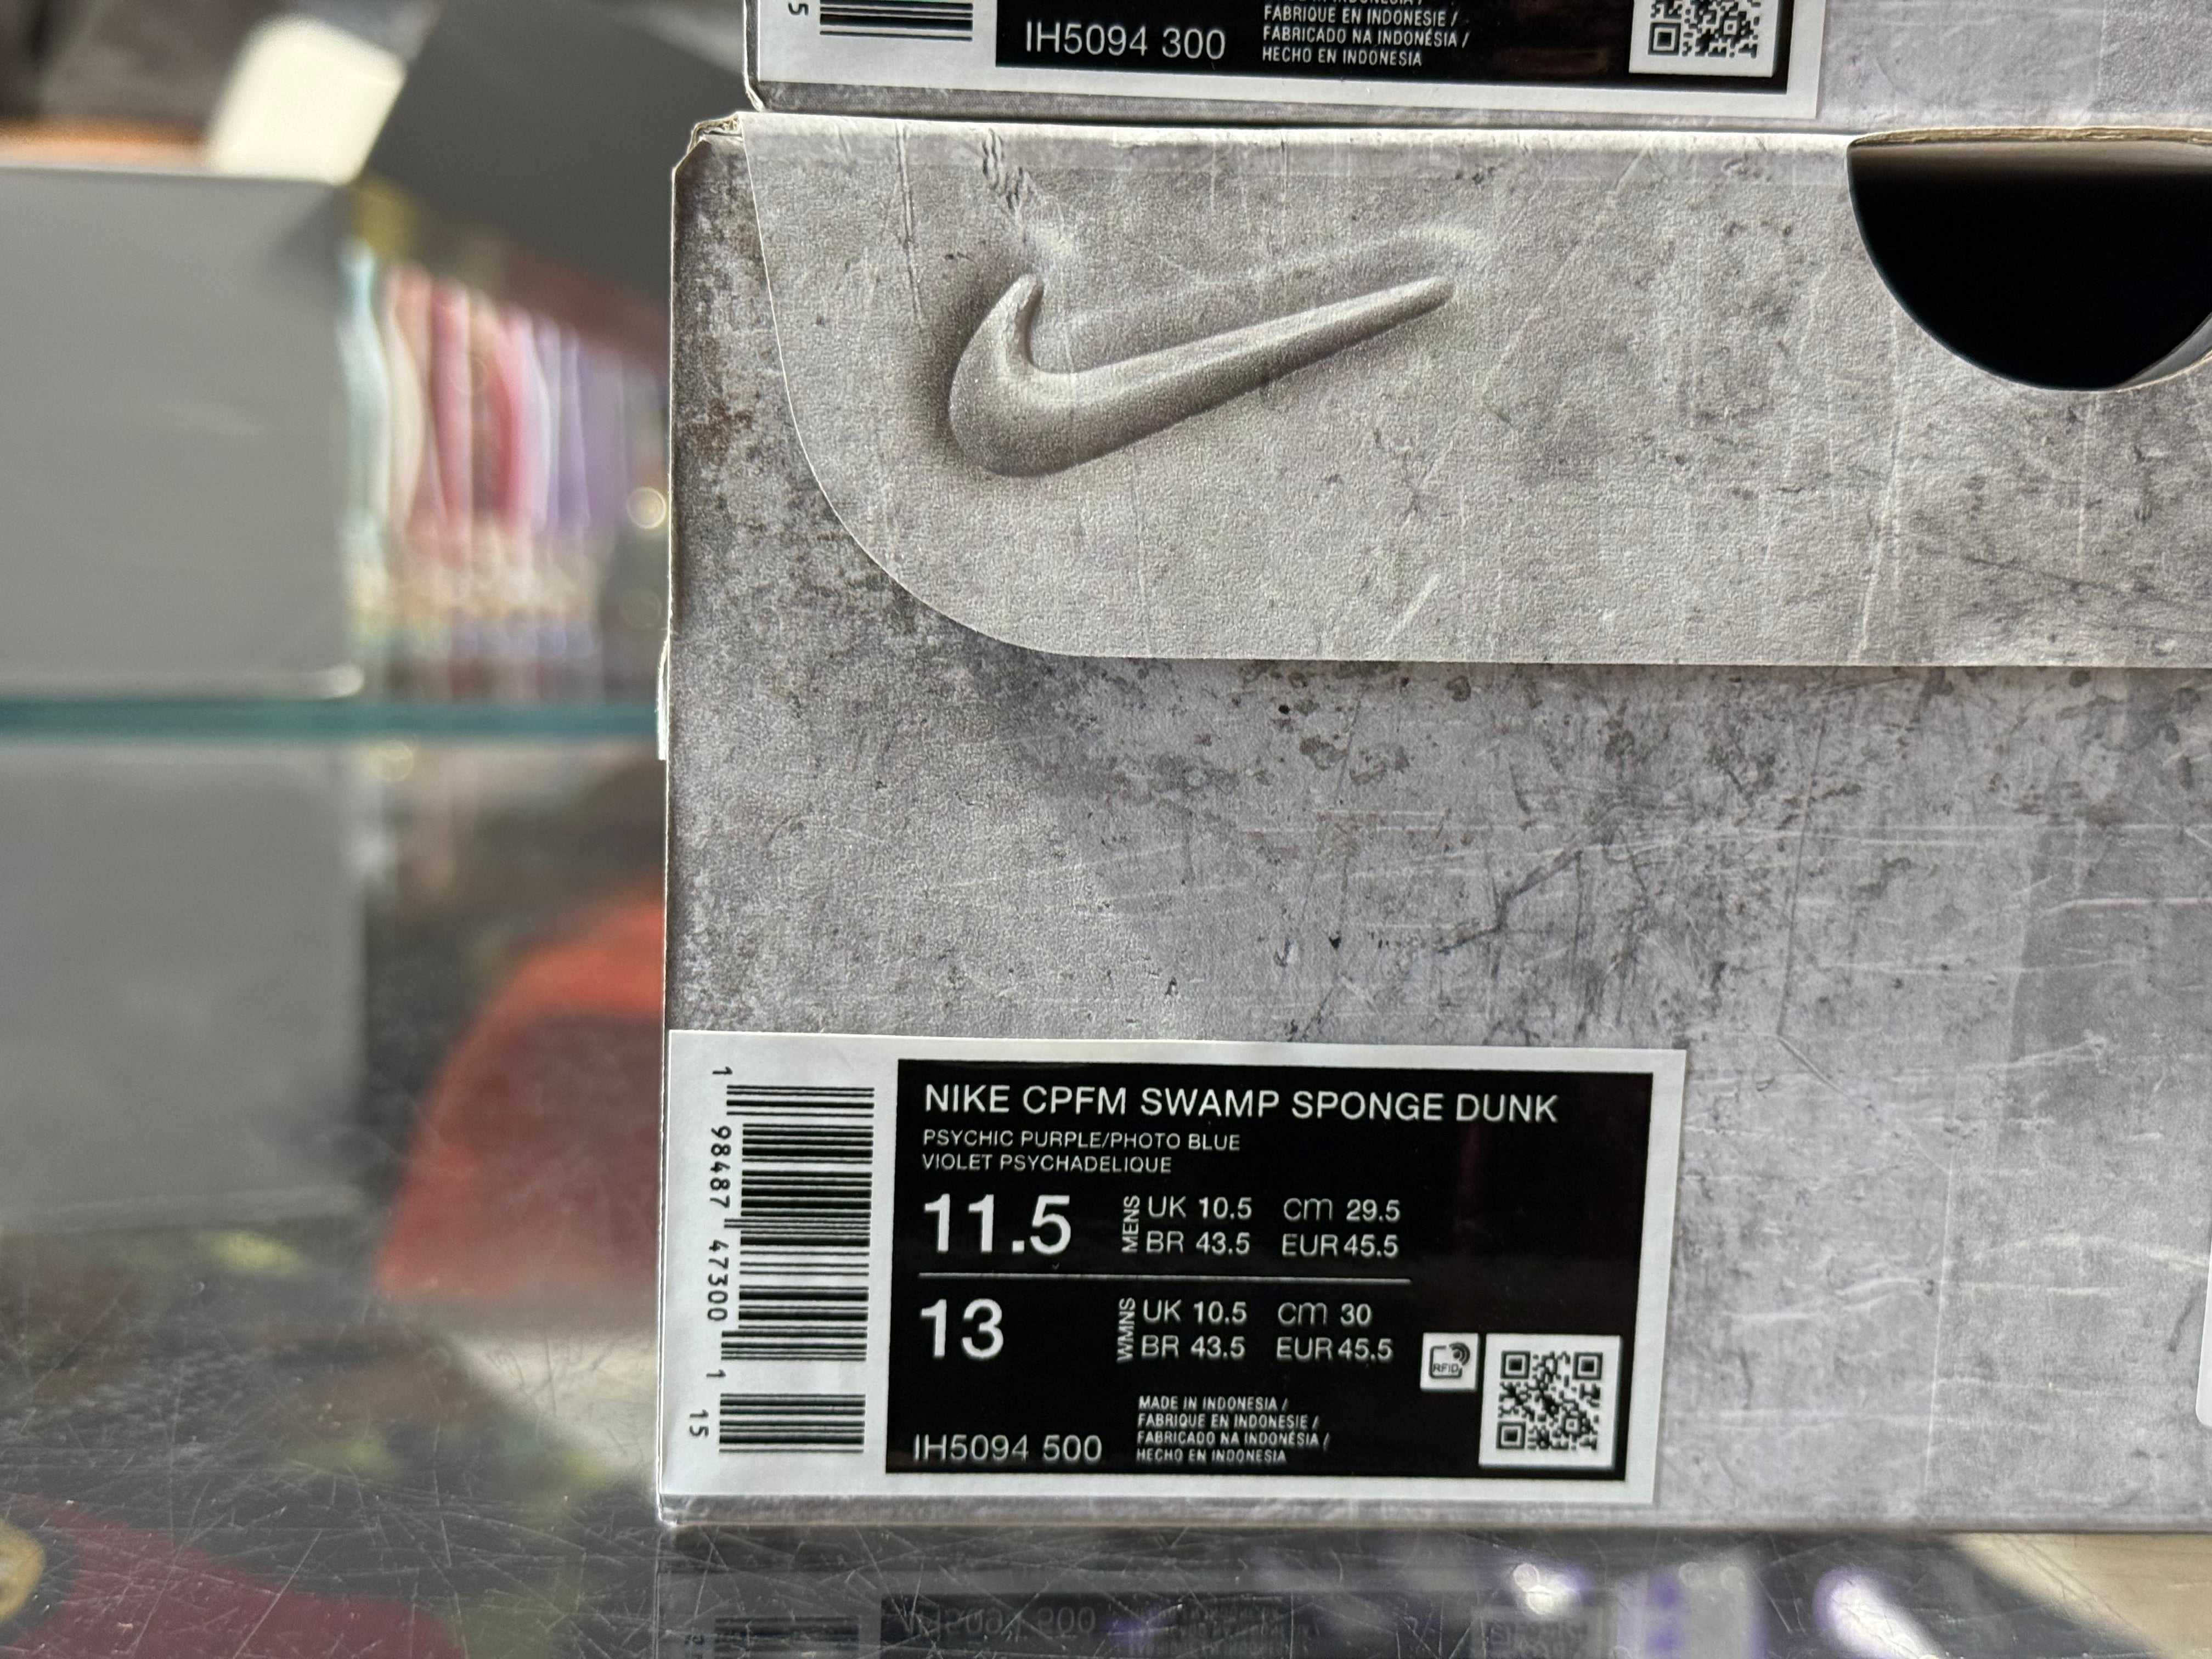 IH5094 300
FABRIQUE EN INDONESIE /
FABRICADO NA INDONÉSIA /
HECHO EN INDONESIA
5
NIKE CPFM SWAMP SPONGE DUNK
PSYCHIC PURPLE/PHOTO BLUE
VIOLET PSYCHADELIQUE
11.5 MENS UK 10.5 cm 29.5
BR 43.5 EUR 45.5
13 WMNS UK 10.5 cm 30
BR 43.5 EUR 45.5
RFID
MADE IN INDONESIA /
FABRIQUE EN INDONESIE /
FABRICADO NA INDONÉSIA /
HECHO EN INDONESIA
IH5094 500
1 98487 47300 1 15